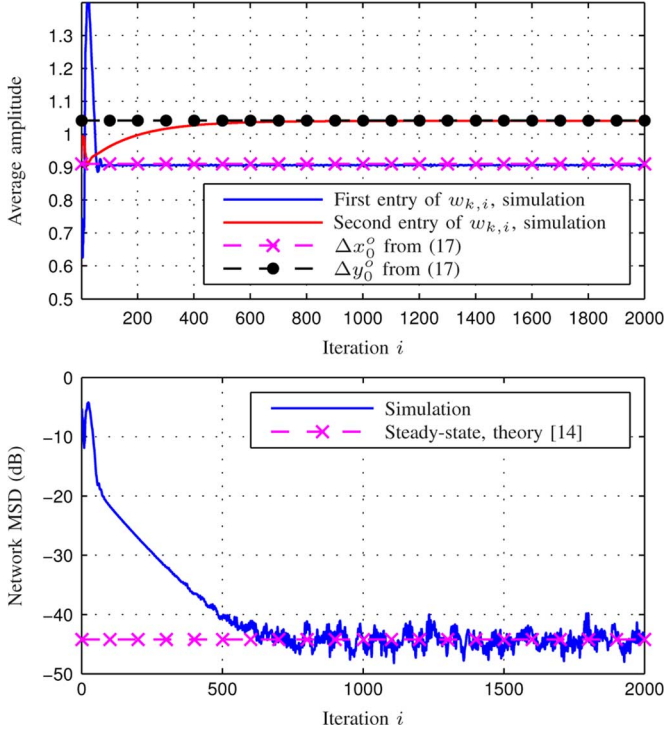 1.3
1.2
1.1
1
0.9
0.8
0.7
0.6
0.5
Average amplitude
First entry of w_{k,i}, simulation
Second entry of w_{k,i}, simulation
Δx_0^o from (17)
Δy_0^o from (17)
200 400 600 800 1000 1200 1400 1600 1800 2000
Iteration i
0
−10
−20
−30
−40
−50
Network MSD (dB)
Simulation
Steady-state, theory [14]
0 500 1000 1500 2000
Iteration i